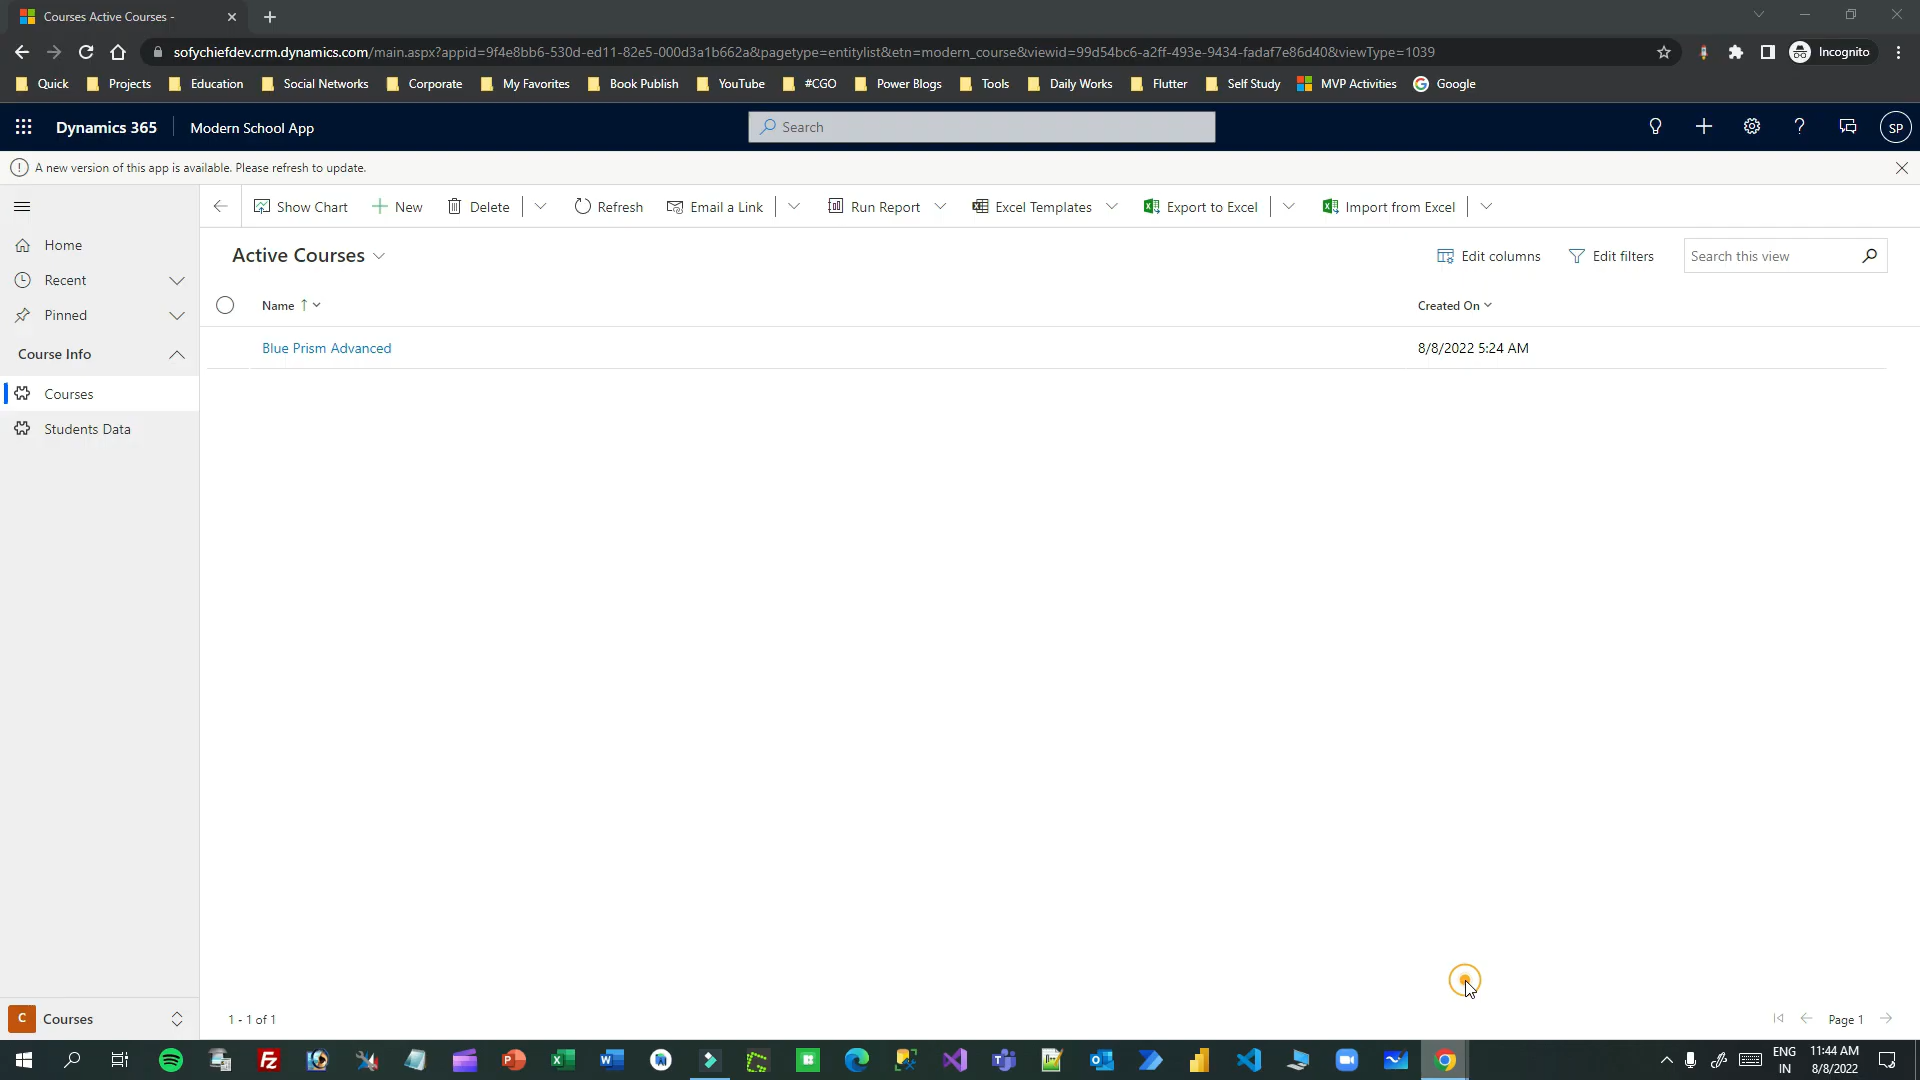 Courses Active Courses -
sofychiefdev.crm.dynamics.com/main.aspx?appid=9f4e8bb6-530d-ed11-82e5-000d3a1b662a&pagetype=entitylist&etn=modern_course&viewid=99d54bc6-a2ff-493e-9434-fadaf7e86d40&viewType=1039
Incognito
Quick Projects Education Social Networks Corporate My Favorites Book Publish YouTube #CGO Power Blogs Tools Daily Works Flutter Self Study MVP Activities Google
Dynamics 365 Modern School App Search SP
A new version of this app is available. Please refresh to update.
Show Chart New Delete Refresh Email a Link Run Report Excel Templates Export to Excel Import from Excel
Home
Recent
Pinned
Course Info
Courses
Students Data
Active Courses
Edit columns Edit filters Search this view
Name Created On
Blue Prism Advanced 8/8/2022 5:24 AM
C Courses
1 - 1 of 1
Page 1
ENG
IN
11:44 AM
8/8/2022